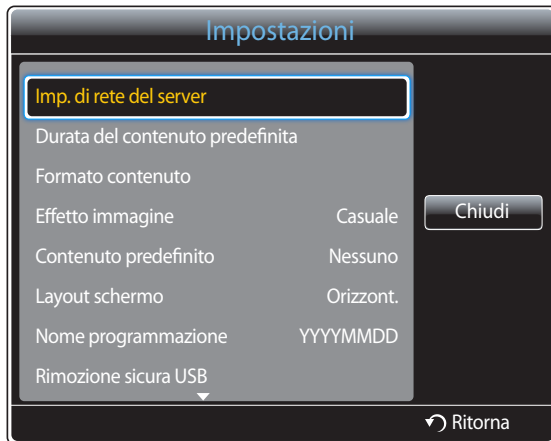 Impostazioni
Imp. di rete del server
Durata del contenuto predefinita
Formato contenuto
Effetto immagine Casuale
Contenuto predefinito Nessuno
Layout schermo Orizzont.
Nome programmazione YYYYMMDD
Rimozione sicura USB
Chiudi
Ritorna